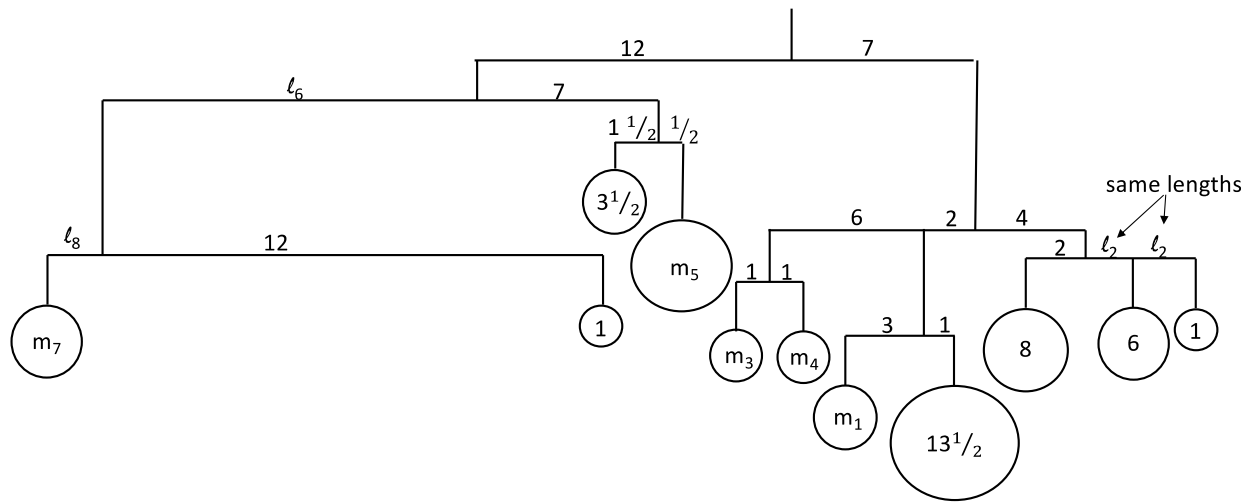 12 7
ℓ6 7
1 1/2 1/2
3 1/2
same lengths
6 2 4
ℓ8 12
2 ℓ2 ℓ2
m5
1 1
m7 1
3 1
m3 m4
8 6 1
m1
13 1/2